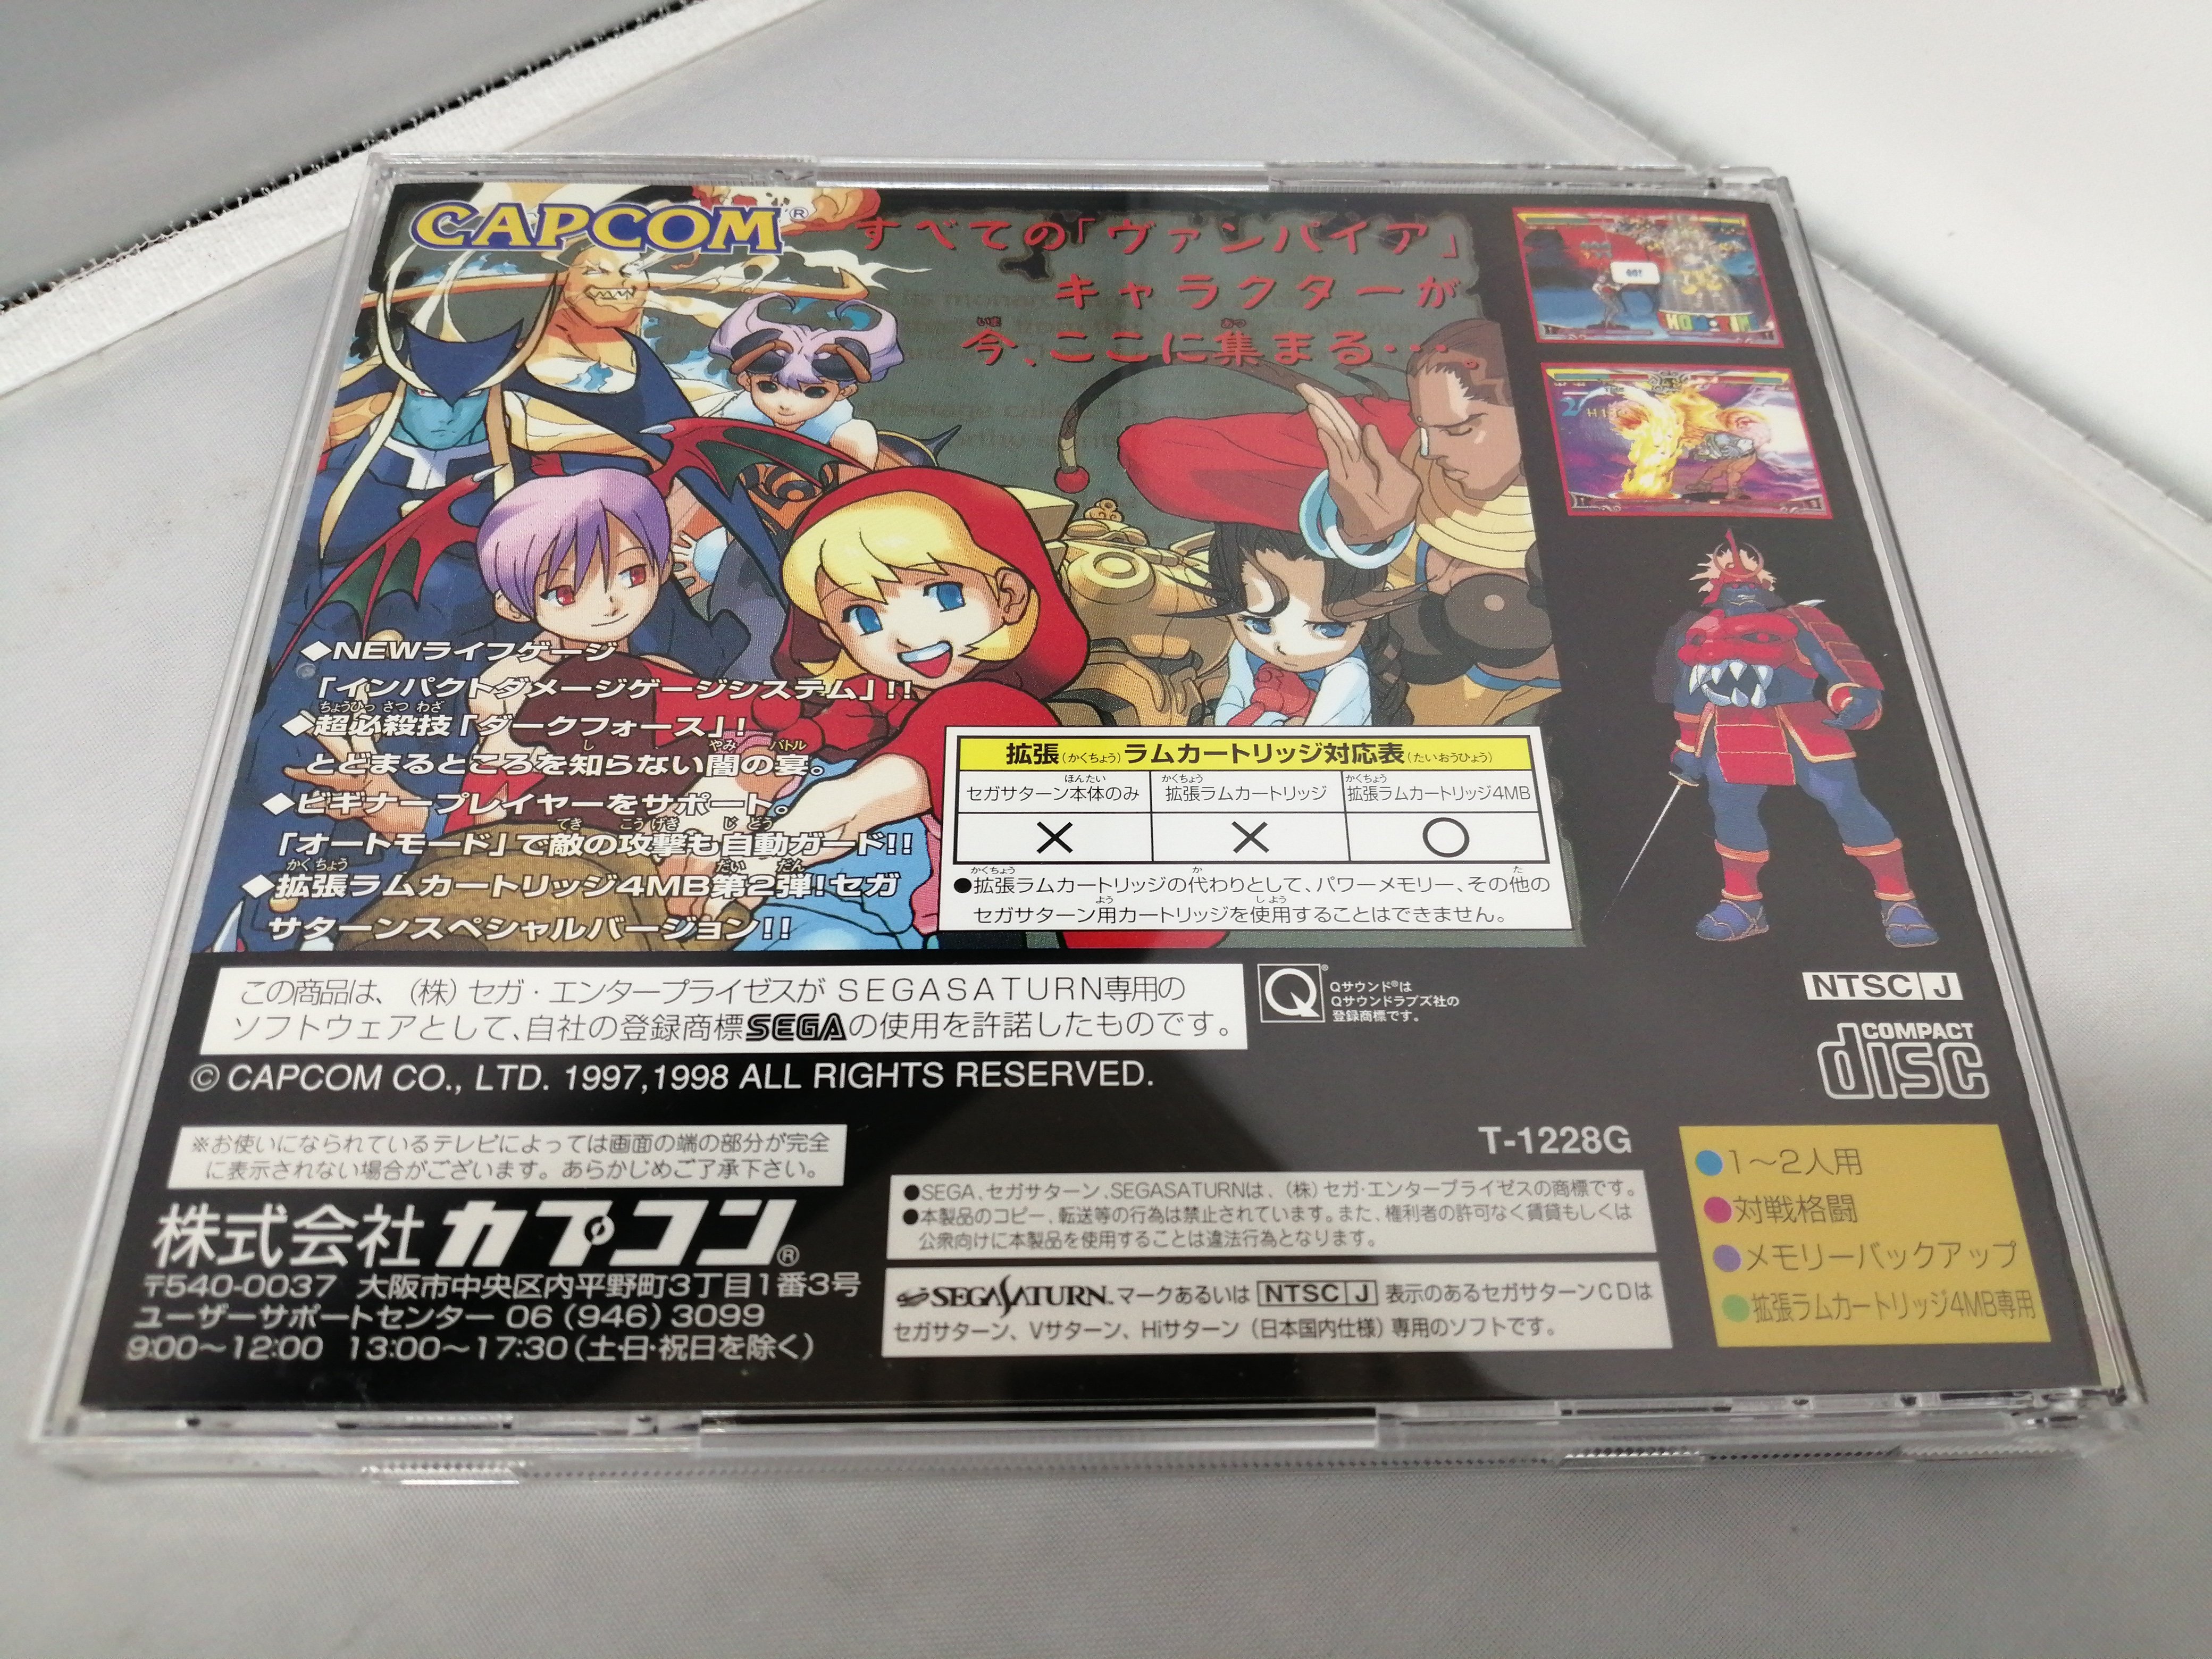 CAPCOM®
すべての「ヴァンパイア」
キャラクターが
今、ここに集まる・・・。
◆NEWライフゲージ
「インパクトダメージゲージシステム」!!
◆超必殺技「ダークフォース」!
とどまるところを知らない闇の宴。
◆ビギナープレイヤーをサポート。
「オートモード」で敵の攻撃も自動ガード!!
◆拡張ラムカートリッジ4MB第2弾!セガ
サターンスペシャルバージョン!!
拡張(かくちょう)ラムカートリッジ対応表(たいおうひょう)
セガサターン本体のみ 拡張ラムカートリッジ 拡張ラムカートリッジ4MB
× × ○
●拡張ラムカートリッジの代わりとして、パワーメモリー、その他の
セガサターン用カートリッジを使用することはできません。
この商品は、(株)セガ・エンタープライゼスがSEGASATURN専用の
ソフトウェアとして、自社の登録商標SEGAの使用を許諾したものです。
Qサウンド®は
Qサウンドラブズ社の
登録商標です。
NTSC J
COMPACT
disc
© CAPCOM CO., LTD. 1997,1998 ALL RIGHTS RESERVED.
T-1228G
※お使いになられているテレビによっては画面の端の部分が完全
に表示されない場合がございます。あらかじめご了承下さい。
株式会社カプコン®
〒540-0037 大阪市中央区内平野町3丁目1番3号
ユーザーサポートセンター 06(946)3099
9:00～12:00 13:00～17:30(土・日・祝日を除く)
●SEGA、セガサターン、SEGASATURNは、(株)セガ・エンタープライゼスの商標です。
●本製品のコピー、転送等の行為は禁止されています。また、権利者の許可なく賃貸もしくは
公衆向けに本製品を使用することは違法行為となります。
SEGASATURN™マークあるいは NTSC J 表示のあるセガサターンCDは
セガサターン、Vサターン、Hiサターン(日本国内仕様)専用のソフトです。
●1～2人用
●対戦格闘
●メモリーバックアップ
●拡張ラムカートリッジ4MB専用